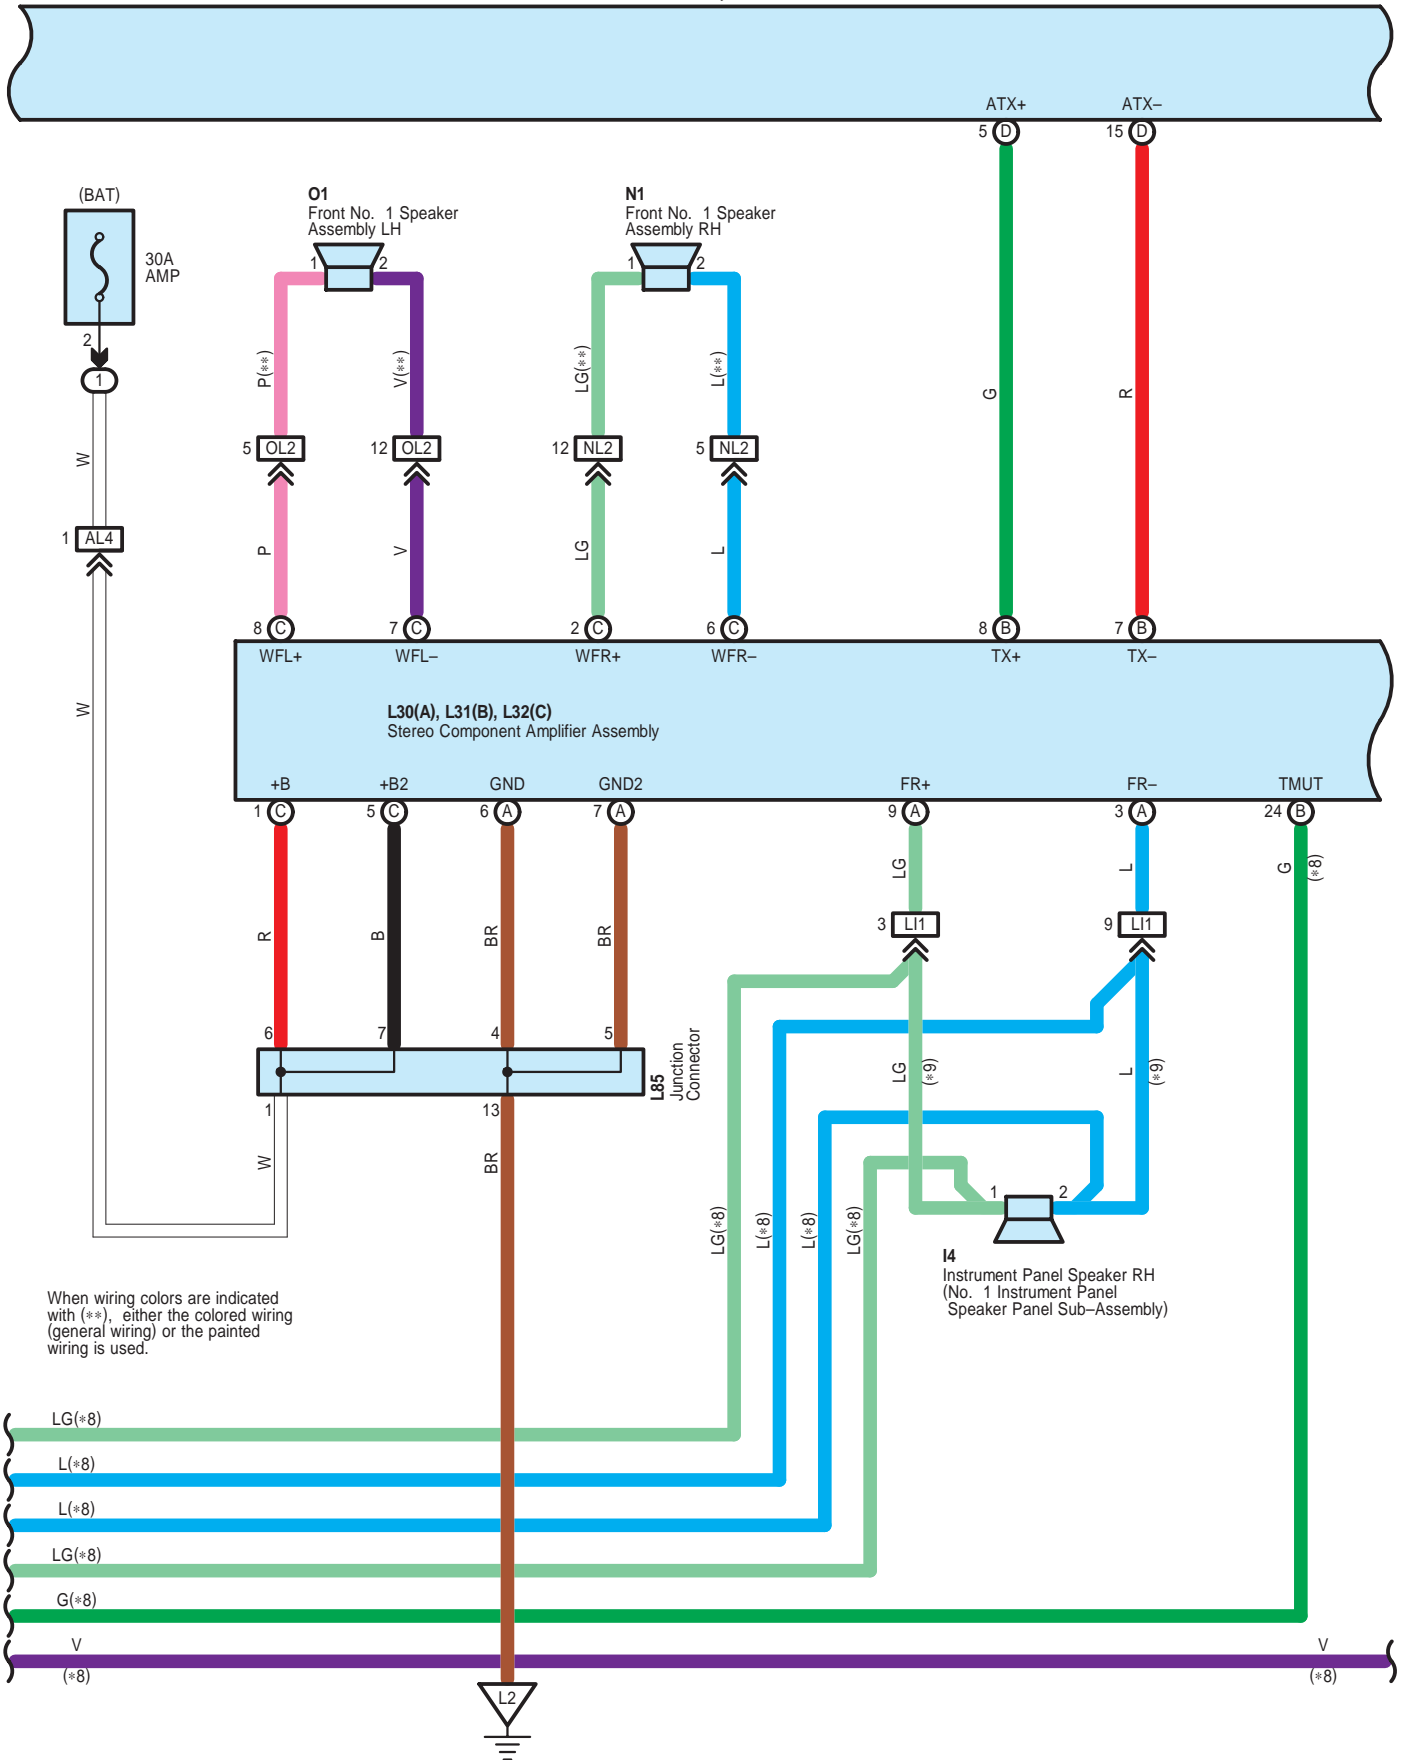 ATX+ ATX–
5 D 15 D
(BAT)
30A
AMP
2
1
O1
Front No. 1 Speaker
Assembly LH
1 2
N1
Front No. 1 Speaker
Assembly RH
1 2
P(**) V(**) LG(**) L(**) G R
W
5 OL2 12 OL2 12 NL2 5 NL2
1 AL4
P V LG L
W
8 C 7 C 2 C 6 C 8 B 7 B
WFL+ WFL– WFR+ WFR– TX+ TX–
L30(A), L31(B), L32(C)
Stereo Component Amplifier Assembly
+B +B2 GND GND2 FR+ FR– TMUT
1 C 5 C 6 A 7 A 9 A 3 A 24 B
LG L G (*8)
R B BR BR
3 LI1 9 LI1
6 7 4 5
L85
Junction
Connector
LG (*9) L (*9)
1 13
W BR
LG(*8) L(*8) L(*8) LG(*8)
1 2
I4
Instrument Panel Speaker RH
(No. 1 Instrument Panel
Speaker Panel Sub–Assembly)
When wiring colors are indicated
with (**), either the colored wiring
(general wiring) or the painted
wiring is used.
LG(*8)
L(*8)
L(*8)
LG(*8)
G(*8)
V V
(*8) (*8)
L2